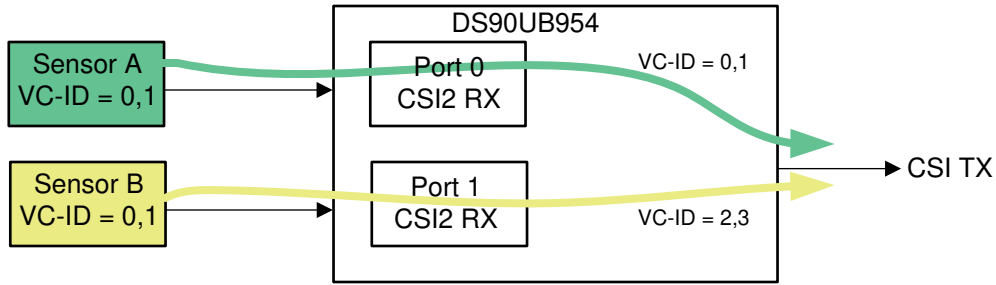 DS90UB954
Sensor A
VC-ID = 0,1
Port 0
CSI2 RX
VC-ID = 0,1
CSI TX
Sensor B
VC-ID = 0,1
Port 1
CSI2 RX
VC-ID = 2,3